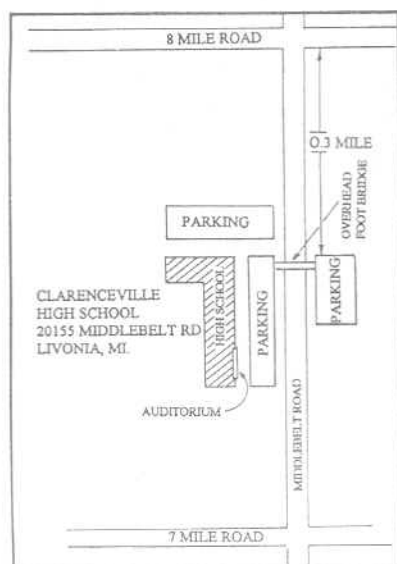 8 MILE ROAD
0.3 MILE
OVERHEAD
FOOT BRIDGE
PARKING
CLARENCEVILLE
HIGH SCHOOL
20155 MIDDLEBELT RD
LIVONIA, MI.
HIGH SCHOOL
PARKING
PARKING
AUDITORIUM
MIDDLEBELT ROAD
7 MILE ROAD